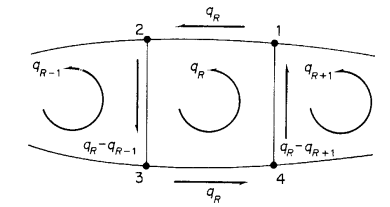 q_R
2 1
q_{R-1} q_R q_{R+1}
q_R-q_{R-1} q_R-q_{R+1}
3 4
q_R